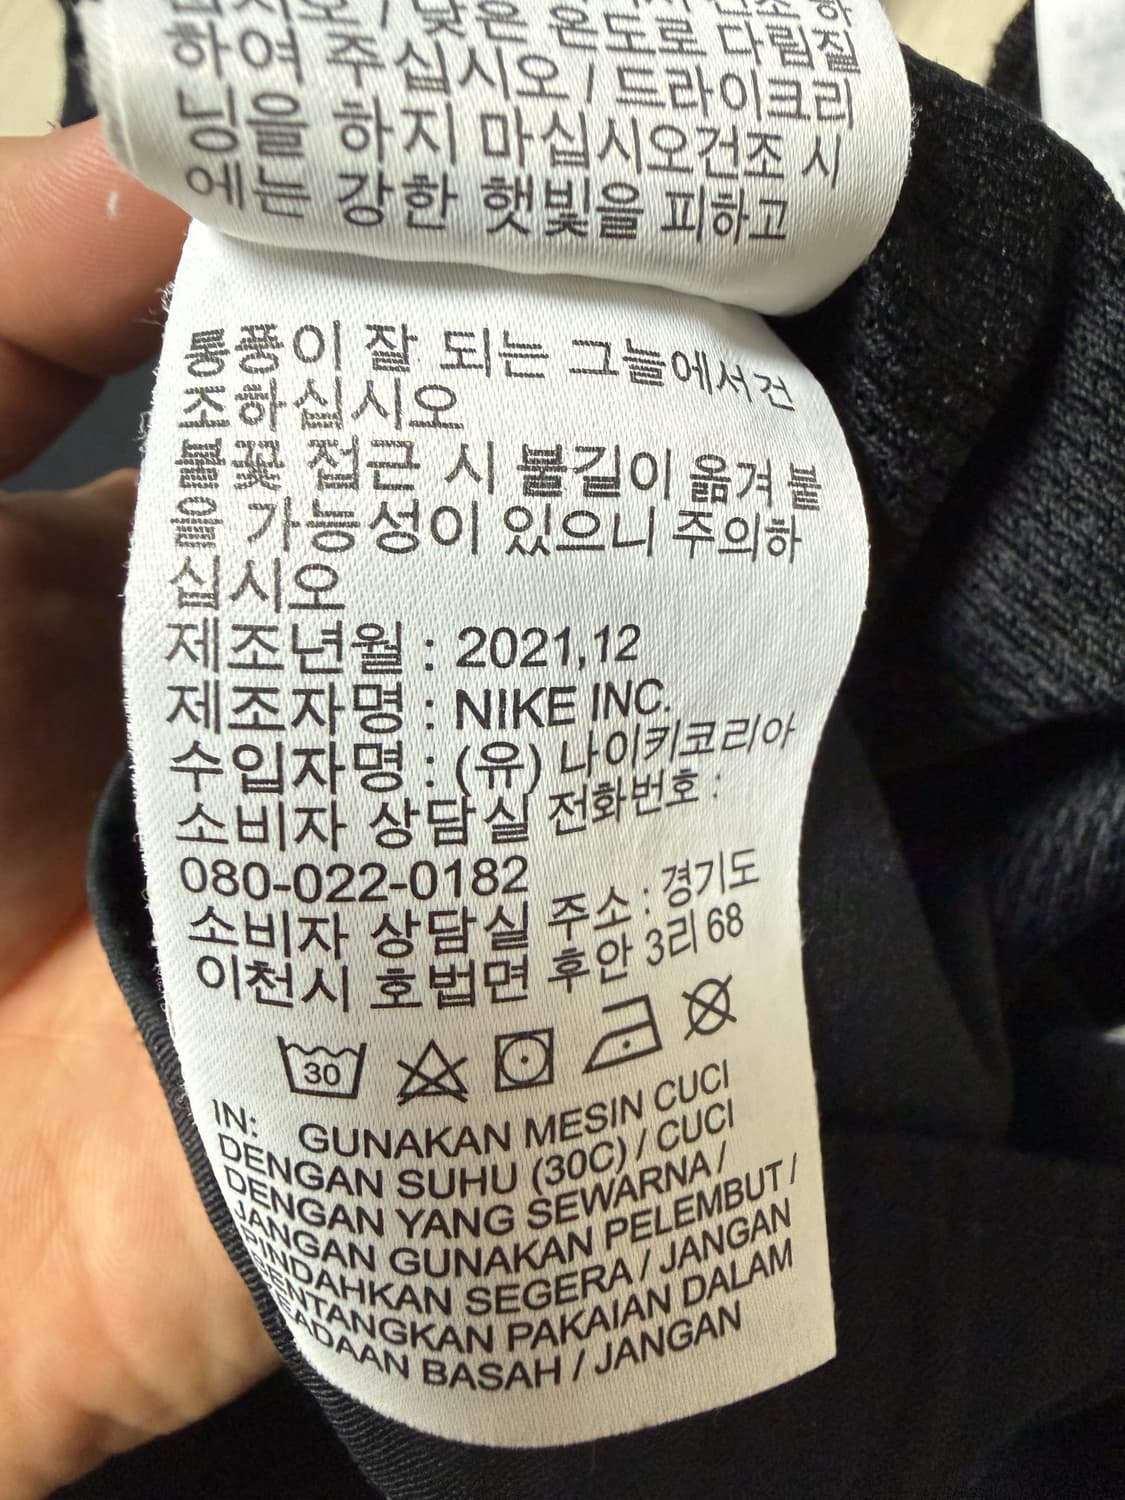 십시오 / 낮은 온도로 다림질
하여 주십시오 / 드라이크리
닝을 하지 마십시오건조 시
에는 강한 햇빛을 피하고
통풍이 잘 되는 그늘에서건
조하십시오
불꽃 접근 시 불길이 옮겨 붙
을 가능성이 있으니 주의하
십시오
제조년월 : 2021,12
제조자명 : NIKE INC.
수입자명 : (유) 나이키코리아
소비자 상담실 전화번호 :
080-022-0182
소비자 상담실 주소 : 경기도
이천시 호법면 후안 3리 68
30
IN: GUNAKAN MESIN CUCI
DENGAN SUHU (30C) / CUCI
DENGAN YANG SEWARNA /
JANGAN GUNAKAN PELEMBUT /
PINDAHKAN SEGERA / JANGAN
BENTANGKAN PAKAIAN DALAM
KEADAAN BASAH / JANGAN